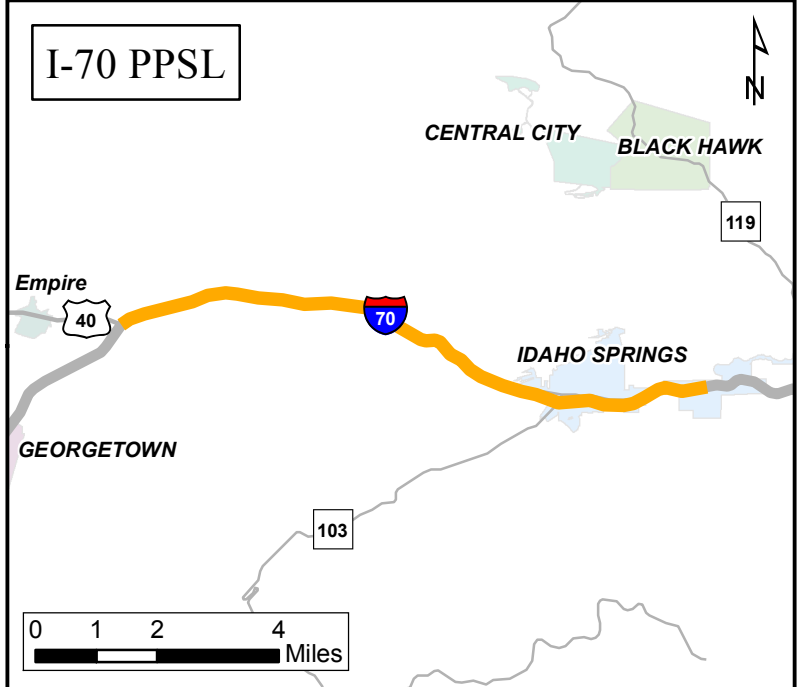 I-70 PPSL
N
CENTRAL CITY
BLACK HAWK
119
Empire
40
70
IDAHO SPRINGS
GEORGETOWN
103
0 1 2 4
Miles